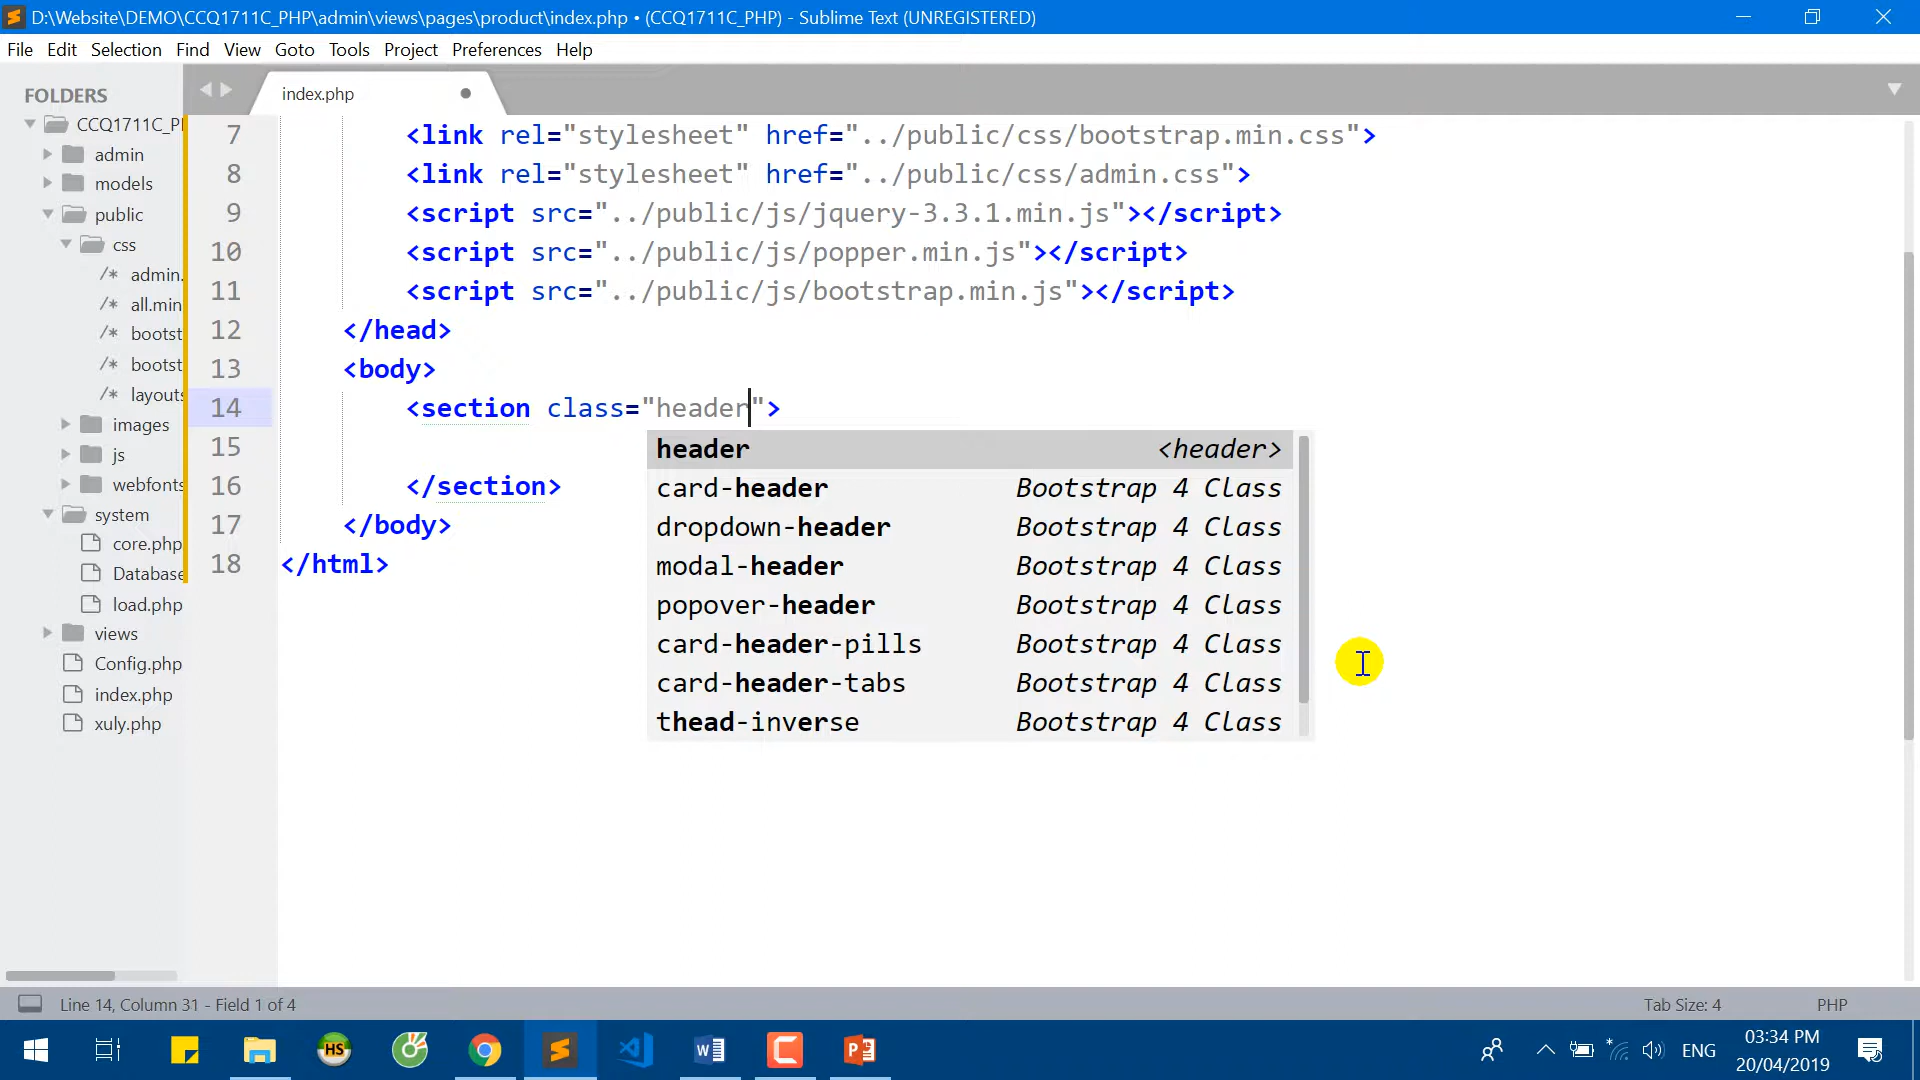 D:\Website\DEMO\CCQ1711C_PHP\admin\views\pages\product\index.php • (CCQ1711C_PHP) - Sublime Text (UNREGISTERED)
File Edit Selection Find View Goto Tools Project Preferences Help
FOLDERS
CCQ1711C_P
admin
models
public
css
/* admin.
/* all.min
/* bootst
/* bootst
/* layouts
images
js
webfonts
system
core.php
Database
load.php
views
Config.php
index.php
xuly.php
index.php
7 <link rel="stylesheet" href="../public/css/bootstrap.min.css">
8 <link rel="stylesheet" href="../public/css/admin.css">
9 <script src="../public/js/jquery-3.3.1.min.js"></script>
10 <script src="../public/js/popper.min.js"></script>
11 <script src="../public/js/bootstrap.min.js"></script>
12 </head>
13 <body>
14 <section class="header">
15
16 </section>
17 </body>
18 </html>
header <header>
card-header Bootstrap 4 Class
dropdown-header Bootstrap 4 Class
modal-header Bootstrap 4 Class
popover-header Bootstrap 4 Class
card-header-pills Bootstrap 4 Class
card-header-tabs Bootstrap 4 Class
thead-inverse Bootstrap 4 Class
Line 14, Column 31 - Field 1 of 4 Tab Size: 4 PHP
HS
ENG
03:34 PM
20/04/2019